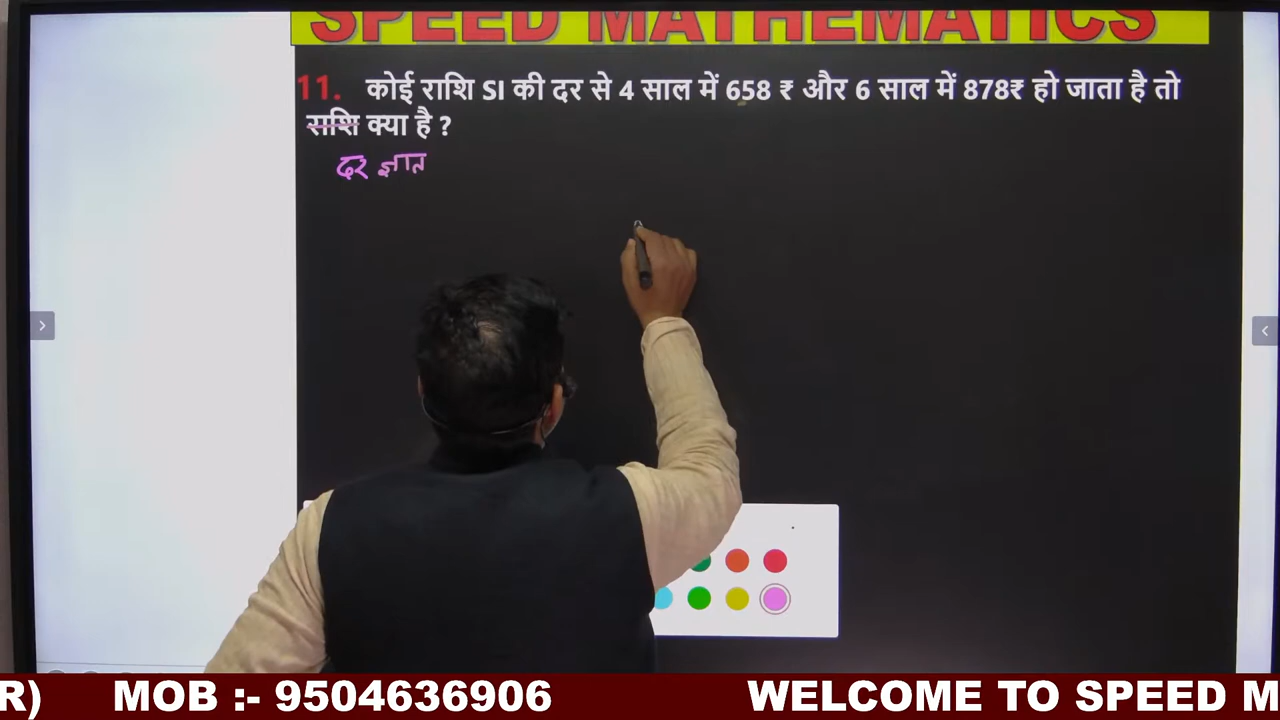 SPEED MATHEMATICS
11. कोई राशि SI की दर से 4 साल में 658 ₹ और 6 साल में 878₹ हो जाता है तो
राशि क्या है ?
दर ज्ञात
R) MOB :- 9504636906 WELCOME TO SPEED M